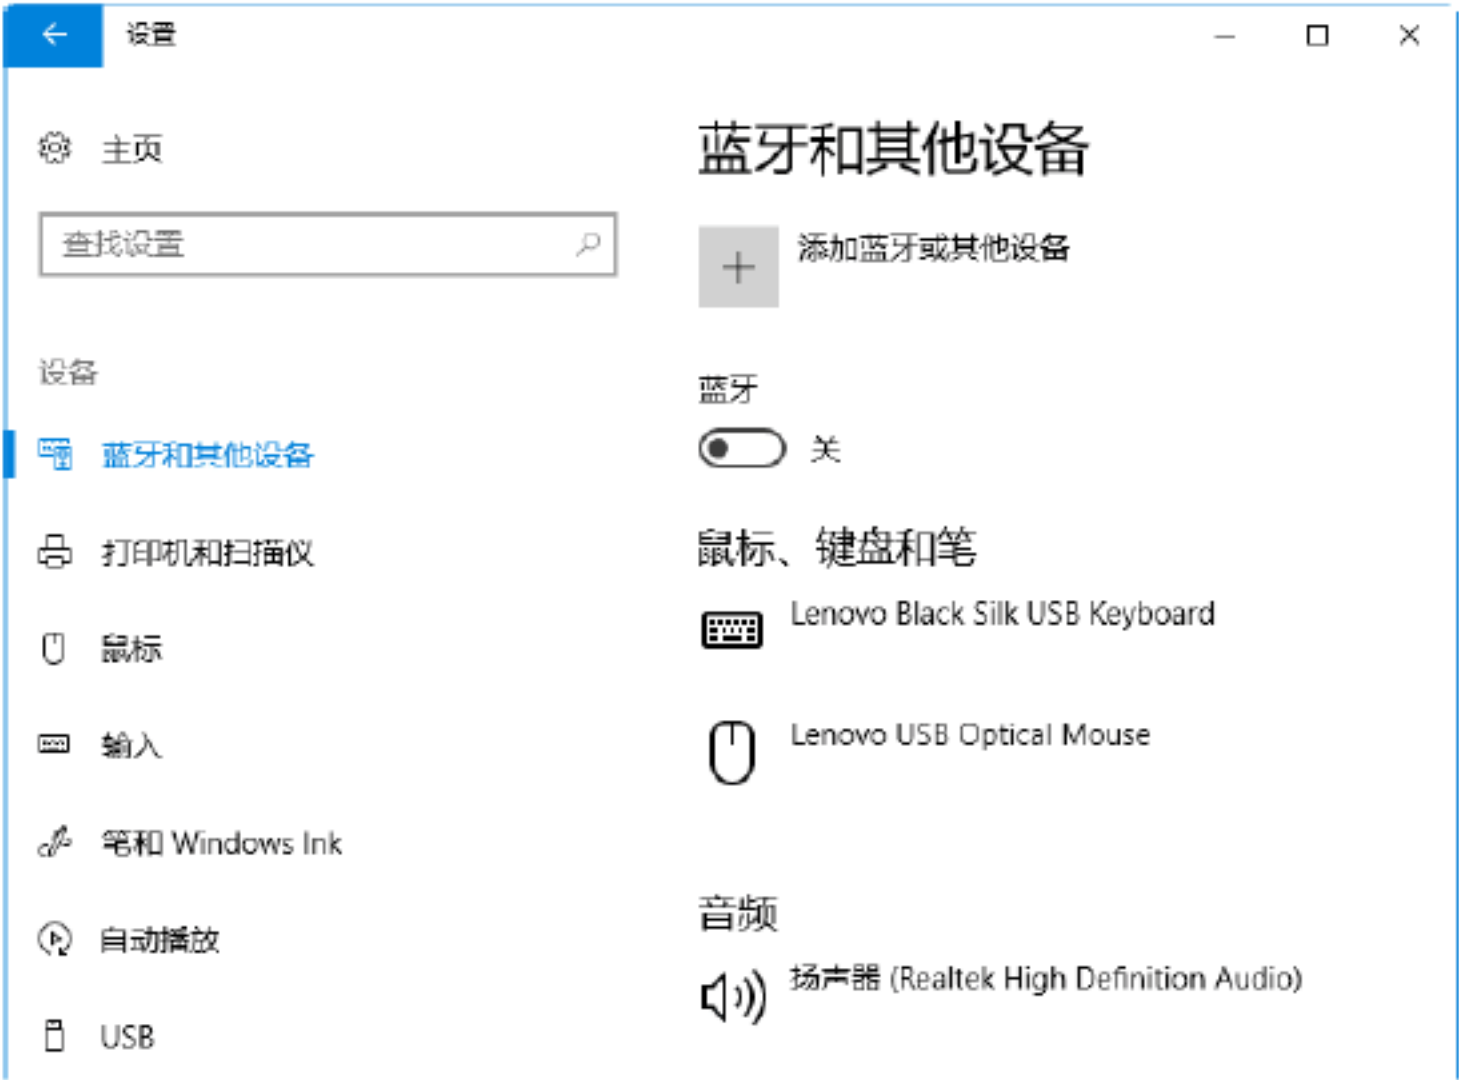 设置
主页
查找设置
设备
蓝牙和其他设备
打印机和扫描仪
鼠标
输入
笔和 Windows Ink
自动播放
USB
蓝牙和其他设备
添加蓝牙或其他设备
蓝牙
关
鼠标、键盘和笔
Lenovo Black Silk USB Keyboard
Lenovo USB Optical Mouse
音频
扬声器 (Realtek High Definition Audio)